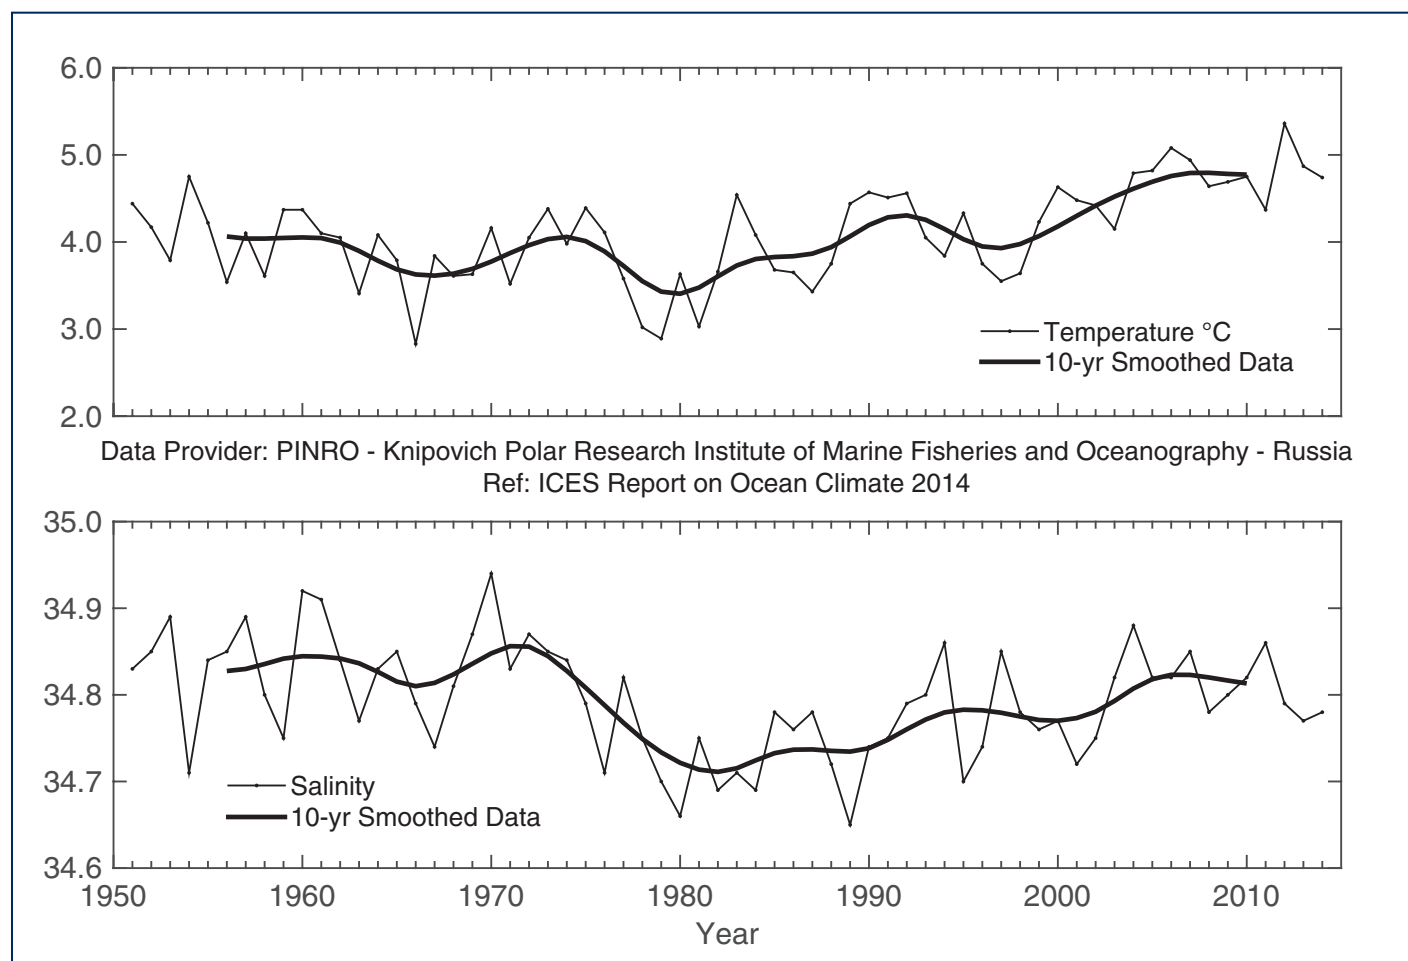 6.0
5.0
4.0
3.0
2.0
Temperature °C
10-yr Smoothed Data
Data Provider: PINRO - Knipovich Polar Research Institute of Marine Fisheries and Oceanography - Russia
Ref: ICES Report on Ocean Climate 2014
35.0
34.9
34.8
34.7
34.6
Salinity
10-yr Smoothed Data
1950 1960 1970 1980 1990 2000 2010
Year